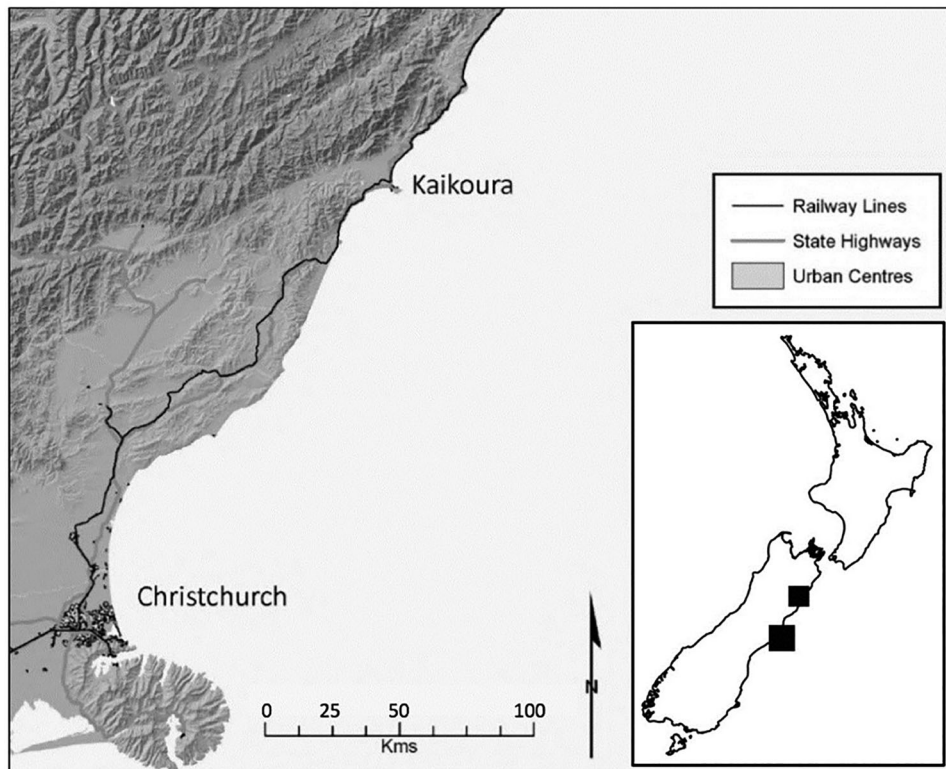 Kaikoura
Railway Lines
State Highways
Urban Centres
Christchurch
0 25 50 100
Kms
N